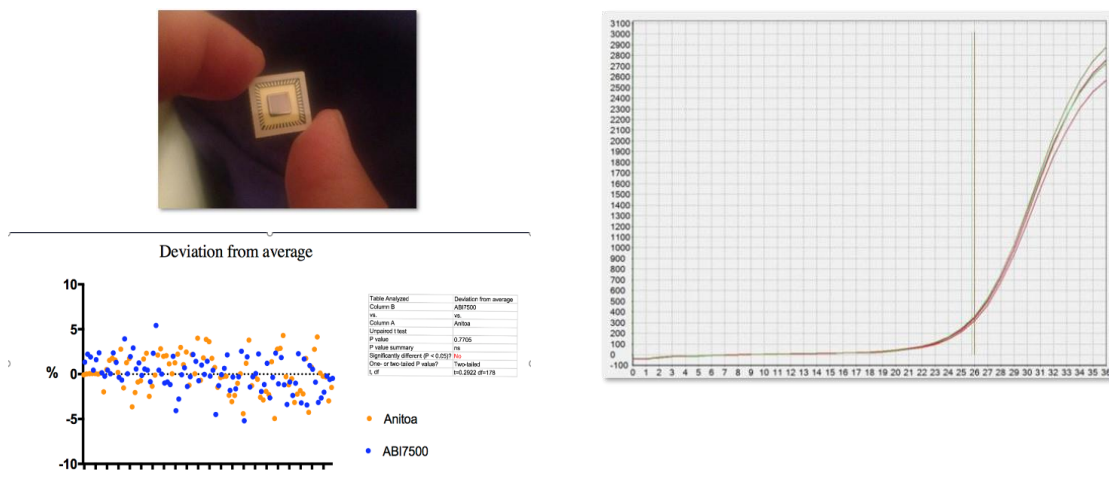 Deviation from average
%
10
5
0
-5
-10
Table Analyzed Deviation from average
Column B ABI7500
vs. vs.
Column A Anitoa
Unpaired t test
P value 0.7705
P value summary ns
Significantly different (P < 0.05)? No
One- or two-tailed P value? Two-tailed
t, df t=0.2922 df=178
Anitoa
ABI7500
3100
3000
2900
2800
2700
2600
2500
2400
2300
2200
2100
2000
1900
1800
1700
1600
1500
1400
1300
1200
1100
1000
900
800
700
600
500
400
300
200
100
0
-100
0 1 2 3 4 5 6 7 8 9 10 11 12 13 14 15 16 17 18 19 20 21 22 23 24 25 26 27 28 29 30 31 32 33 34 35 36